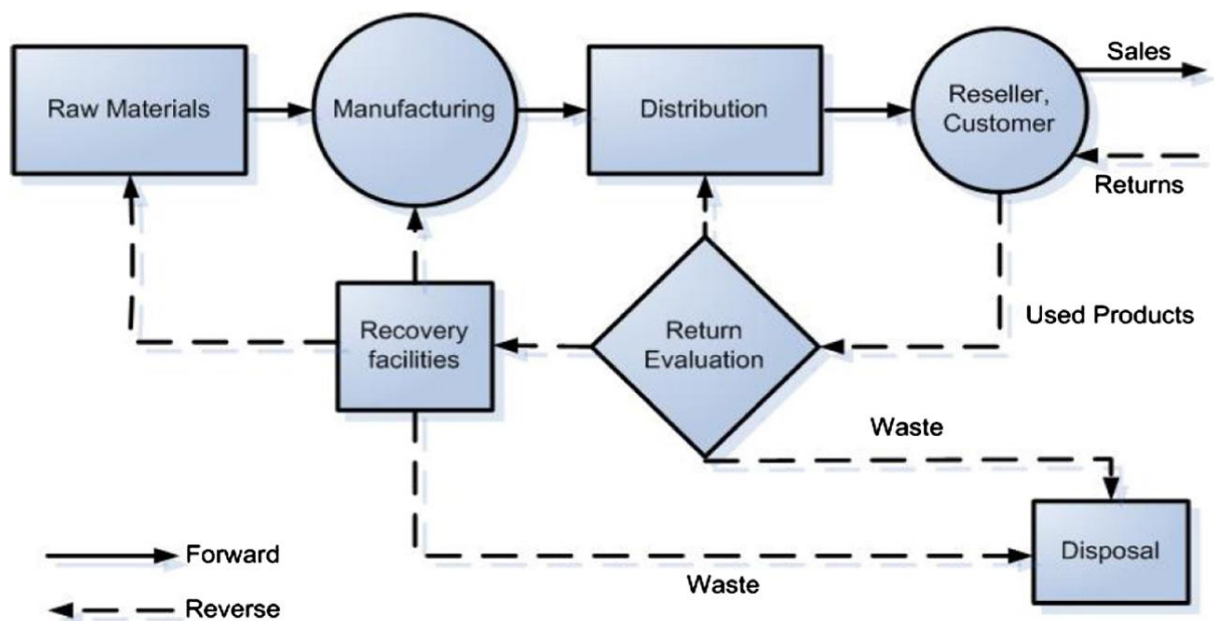 Raw Materials
Manufacturing
Distribution
Reseller,
Customer
Sales
Returns
Used Products
Recovery
facilities
Return
Evaluation
Waste
Disposal
Waste
Forward
Reverse